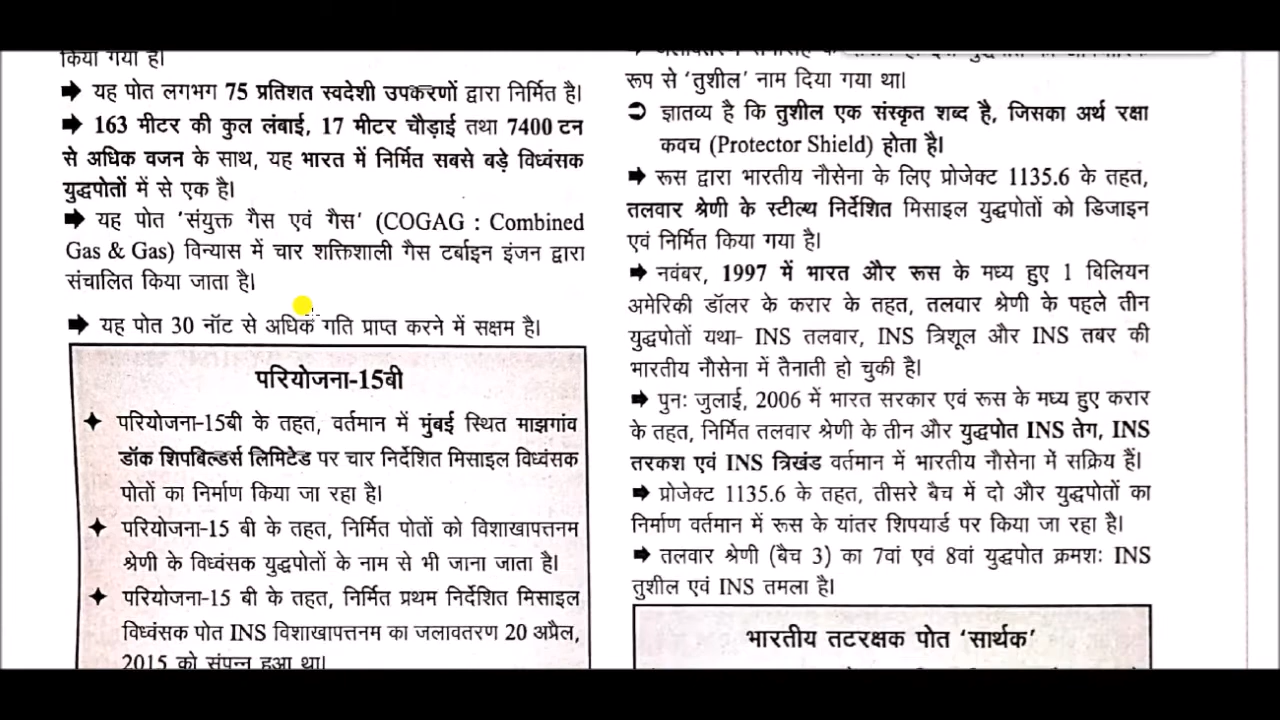 किया गया है।
➡ यह पोत लगभग 75 प्रतिशत स्वदेशी उपकरणों द्वारा निर्मित है।
➡ 163 मीटर की कुल लंबाई, 17 मीटर चौड़ाई तथा 7400 टन
से अधिक वजन के साथ, यह भारत में निर्मित सबसे बड़े विध्वंसक
युद्धपोतों में से एक है।
➡ यह पोत 'संयुक्त गैस एवं गैस' (COGAG : Combined
Gas & Gas) विन्यास में चार शक्तिशाली गैस टर्बाइन इंजन द्वारा
संचालित किया जाता है।
➡ यह पोत 30 नॉट से अधिक गति प्राप्त करने में सक्षम है।
परियोजना-15बी
✦ परियोजना-15बी के तहत, वर्तमान में मुंबई स्थित माझगांव
डॉक शिपबिल्डर्स लिमिटेड पर चार निर्देशित मिसाइल विध्वंसक
पोतों का निर्माण किया जा रहा है।
✦ परियोजना-15 बी के तहत, निर्मित पोतों को विशाखापत्तनम
श्रेणी के विध्वंसक युद्धपोतों के नाम से भी जाना जाता है।
✦ परियोजना-15 बी के तहत, निर्मित प्रथम निर्देशित मिसाइल
विध्वंसक पोत INS विशाखापत्तनम का जलावतरण 20 अप्रैल,
2015 को संपन्न हुआ था।
रूप से 'तुशील' नाम दिया गया था।
➲ ज्ञातव्य है कि तुशील एक संस्कृत शब्द है, जिसका अर्थ रक्षा
कवच (Protector Shield) होता है।
➡ रूस द्वारा भारतीय नौसेना के लिए प्रोजेक्ट 1135.6 के तहत,
तलवार श्रेणी के स्टील्थ निर्देशित मिसाइल युद्धपोतों को डिजाइन
एवं निर्मित किया गया है।
➡ नवंबर, 1997 में भारत और रूस के मध्य हुए 1 बिलियन
अमेरिकी डॉलर के करार के तहत, तलवार श्रेणी के पहले तीन
युद्धपोतों यथा- INS तलवार, INS त्रिशूल और INS तबर की
भारतीय नौसेना में तैनाती हो चुकी है।
➡ पुनः जुलाई, 2006 में भारत सरकार एवं रूस के मध्य हुए करार
के तहत, निर्मित तलवार श्रेणी के तीन और युद्धपोत INS तेग, INS
तरकश एवं INS त्रिखंड वर्तमान में भारतीय नौसेना में सक्रिय हैं।
➡ प्रोजेक्ट 1135.6 के तहत, तीसरे बैच में दो और युद्धपोतों का
निर्माण वर्तमान में रूस के यांतर शिपयार्ड पर किया जा रहा है।
➡ तलवार श्रेणी (बैच 3) का 7वां एवं 8वां युद्धपोत क्रमशः INS
तुशील एवं INS तमला है।
भारतीय तटरक्षक पोत 'सार्थक'